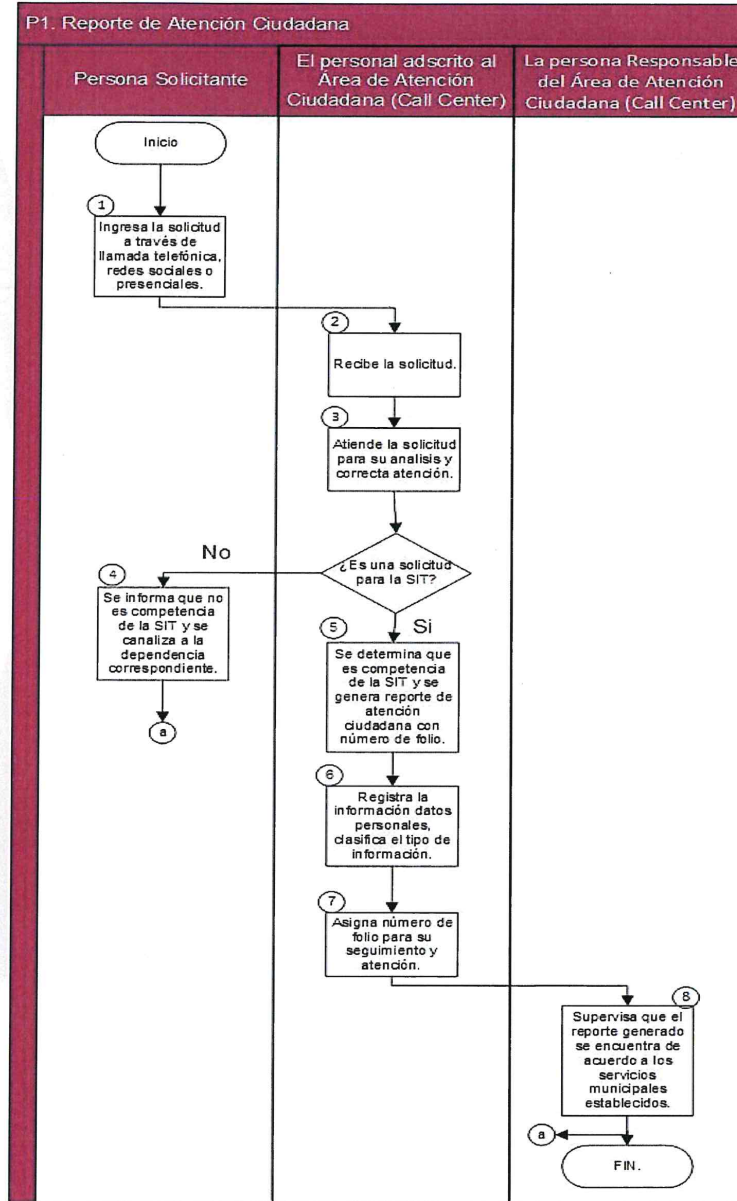 P1. Reporte de Atención Ciudadana
Persona Solicitante
El personal adscrito al
Área de Atención
Ciudadana (Call Center)
La persona Responsable
del Área de Atención
Ciudadana (Call Center)
Inicio
1
Ingresa la solicitud
a través de
llamada telefónica,
redes sociales o
presenciales.
2
Recibe la solicitud.
3
Atiende la solicitud
para su analisis y
correcta atención.
¿Es una solicitud
para la SIT?
No
4
Se informa que no
es competencia
de la SIT y se
canaliza a la
dependencia
correspondiente.
a
Si
5
Se determina que
es competencia
de la SIT y se
genera reporte de
atención
ciudadana con
número de folio.
6
Registra la
información datos
personales,
clasifica el tipo de
información.
7
Asigna número de
folio para su
seguimiento y
atención.
8
Supervisa que el
reporte generado
se encuentra de
acuerdo a los
servicios
municipales
establecidos.
a
FIN.